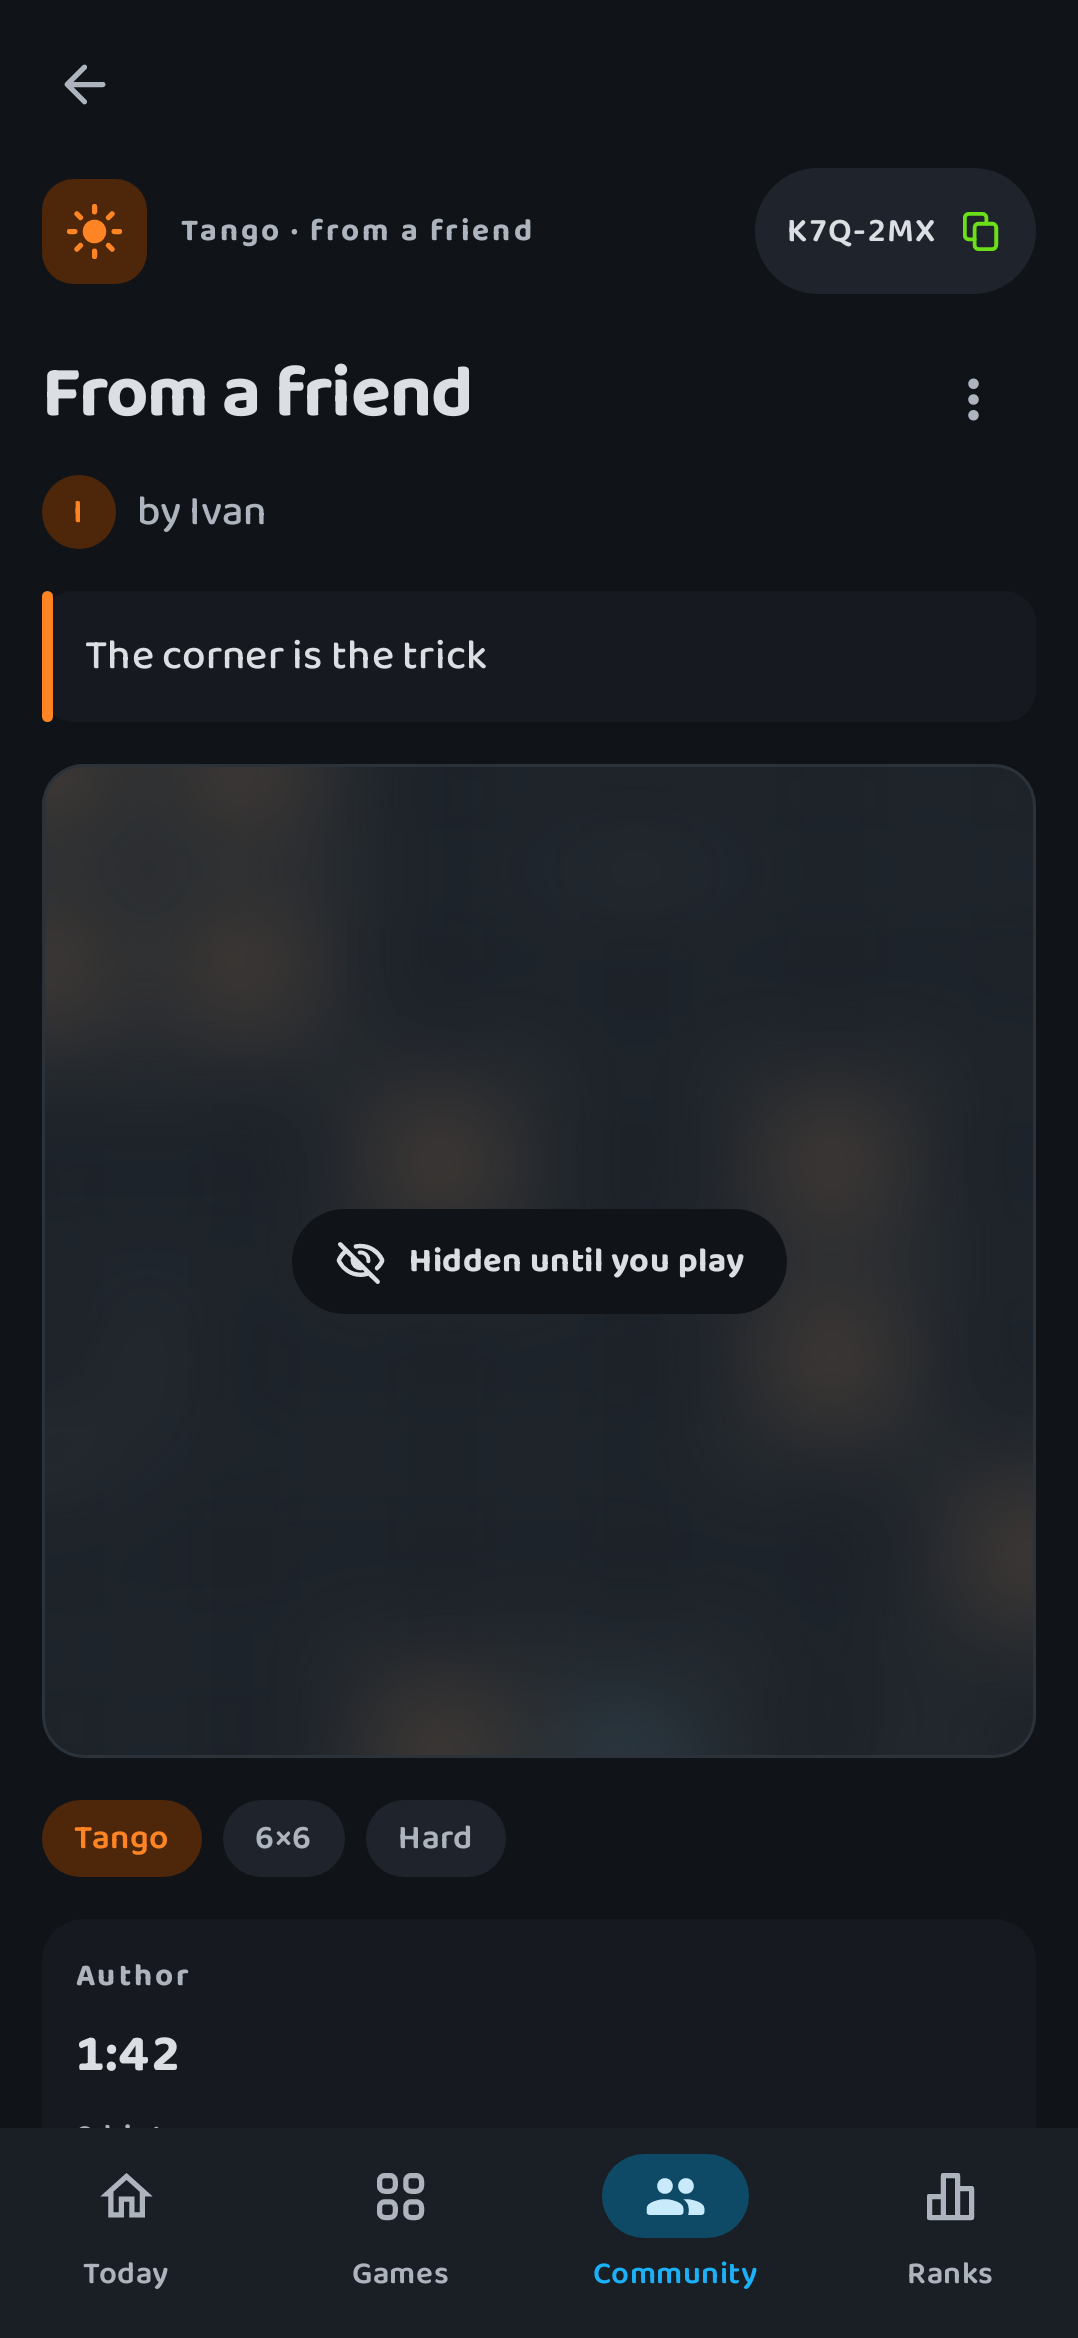 Tango · from a friend
K7Q-2MX
From a friend
I
by Ivan
The corner is the trick
Hidden until you play
Tango
6×6
Hard
Author
1:42
Today
Games
Community
Ranks